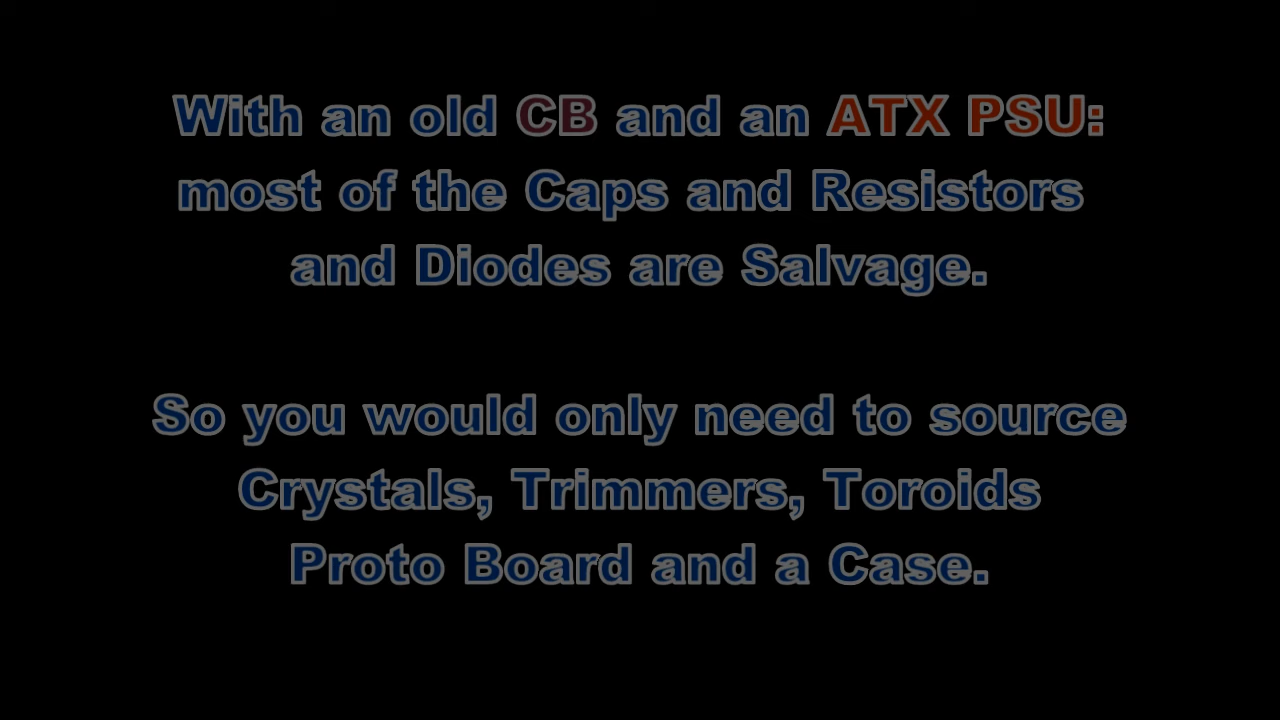 With an old CB and an ATX PSU:
most of the Caps and Resistors
and Diodes are Salvage.
So you would only need to source
Crystals, Trimmers, Toroids
Proto Board and a Case.